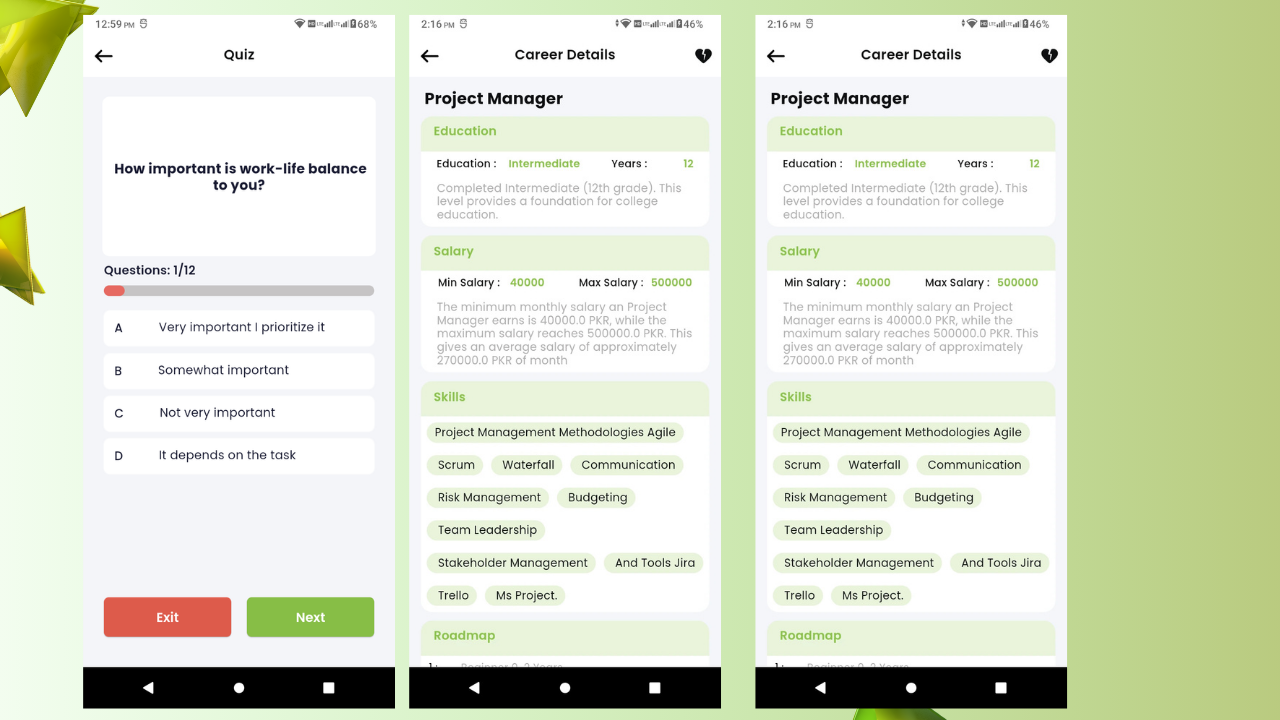 12:59 PM 68%
Quiz
How important is work-life balance
to you?
Questions: 1/12
A Very important I prioritize it
B Somewhat important
C Not very important
D It depends on the task
Exit Next
2:16 PM 46%
Career Details
Project Manager
Education
Education : Intermediate Years : 12
Completed Intermediate (12th grade). This
level provides a foundation for college
education.
Salary
Min Salary : 40000 Max Salary : 500000
The minimum monthly salary an Project
Manager earns is 40000.0 PKR, while the
maximum salary reaches 500000.0 PKR. This
gives an average salary of approximately
270000.0 PKR of month
Skills
Project Management Methodologies Agile
Scrum Waterfall Communication
Risk Management Budgeting
Team Leadership
Stakeholder Management And Tools Jira
Trello Ms Project.
Roadmap
1: Beginner 0-2 Years
2:16 PM 46%
Career Details
Project Manager
Education
Education : Intermediate Years : 12
Completed Intermediate (12th grade). This
level provides a foundation for college
education.
Salary
Min Salary : 40000 Max Salary : 500000
The minimum monthly salary an Project
Manager earns is 40000.0 PKR, while the
maximum salary reaches 500000.0 PKR. This
gives an average salary of approximately
270000.0 PKR of month
Skills
Project Management Methodologies Agile
Scrum Waterfall Communication
Risk Management Budgeting
Team Leadership
Stakeholder Management And Tools Jira
Trello Ms Project.
Roadmap
1: Beginner 0-2 Years